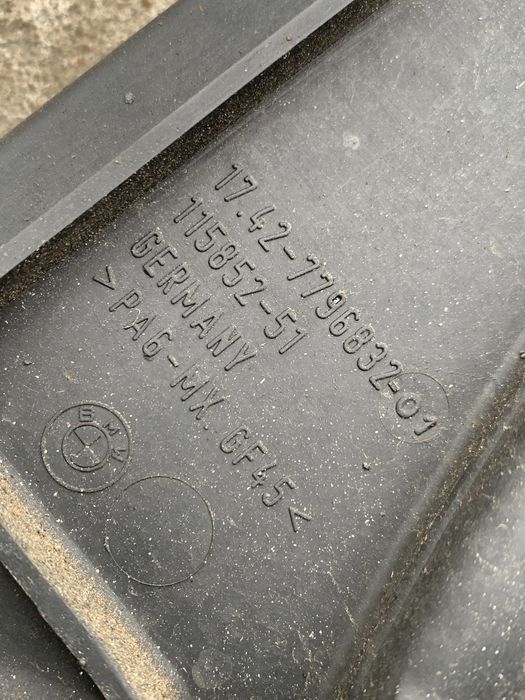 17.42-7796832-01
115852-51
GERMANY
>PA6-MX. GF45<
BMW